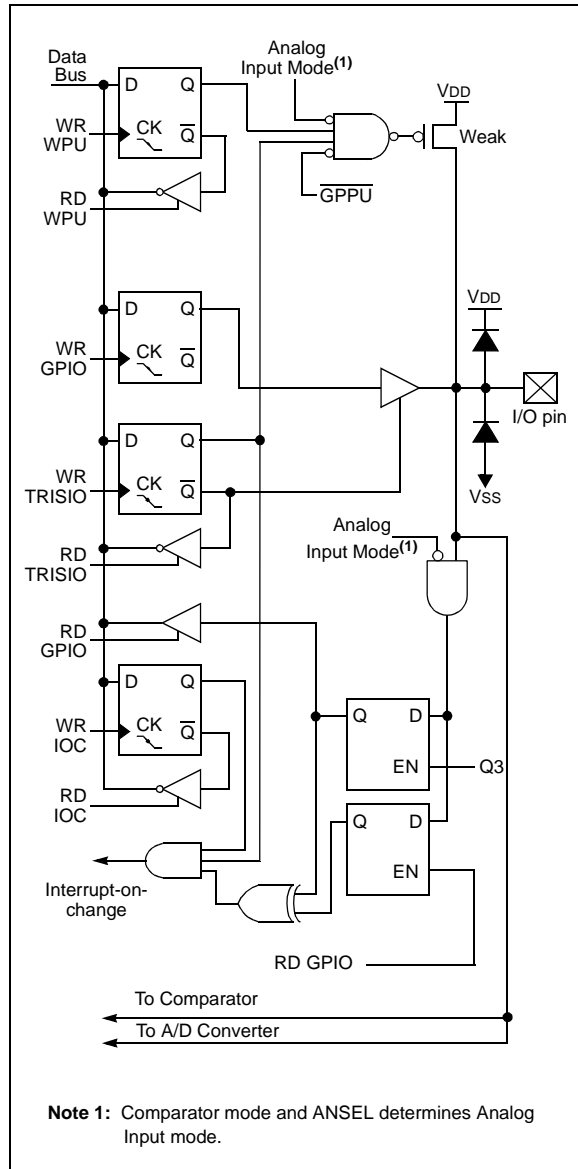 Data
Bus
D Q
CK Q
WR
WPU
RD
WPU
Analog
Input Mode(1)
GPPU
VDD
Weak
D Q
CK Q
WR
GPIO
VDD
I/O pin
VSS
D Q
CK Q
WR
TRISIO
RD
TRISIO
Analog
Input Mode(1)
RD
GPIO
D Q
CK Q
WR
IOC
RD
IOC
Q D
EN
Q3
Q D
EN
Interrupt-on-
change
RD GPIO
To Comparator
To A/D Converter
Note 1: Comparator mode and ANSEL determines Analog
Input mode.